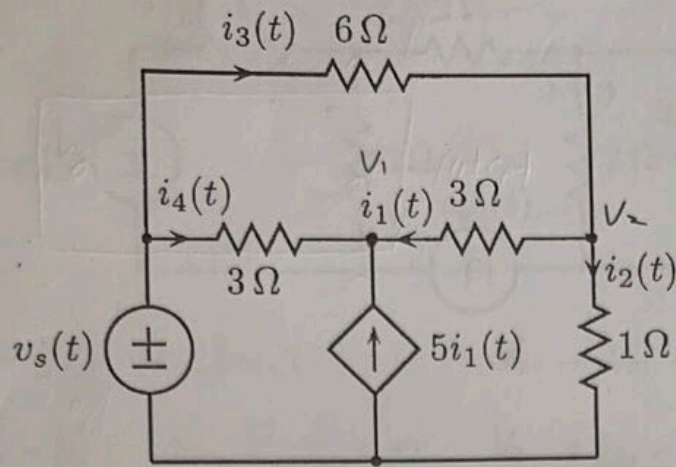 i₃(t) 6 Ω
V₁
i₄(t) i₁(t) 3 Ω V₂
3 Ω i₂(t)
vₛ(t) ± 5i₁(t) 1 Ω